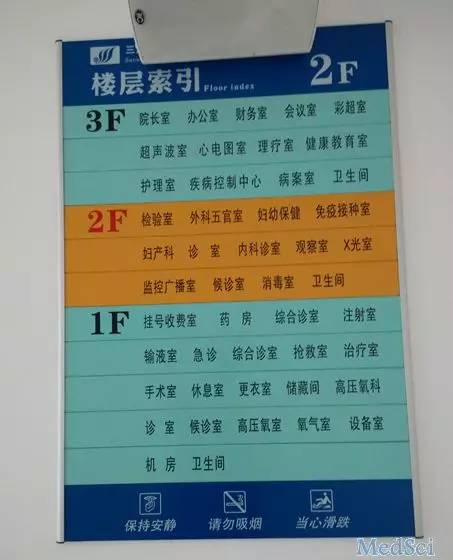 三
楼层索引 Floor index 2F
3F 院长室 办公室 财务室 会议室 彩超室
超声波室 心电图室 理疗室 健康教育室
护理室 疾病控制中心 病案室 卫生间
2F 检验室 外科五官室 妇幼保健 免疫接种室
妇产科 诊室 内科诊室 观察室 X光室
监控广播室 候诊室 消毒室 卫生间
1F 挂号收费室 药房 综合诊室 注射室
输液室 急诊 综合诊室 抢救室 治疗室
手术室 休息室 更衣室 储藏间 高压氧科
诊室 候诊室 高压氧室 氧气室 设备室
机房 卫生间
保持安静 请勿吸烟 当心滑跌
MedSci